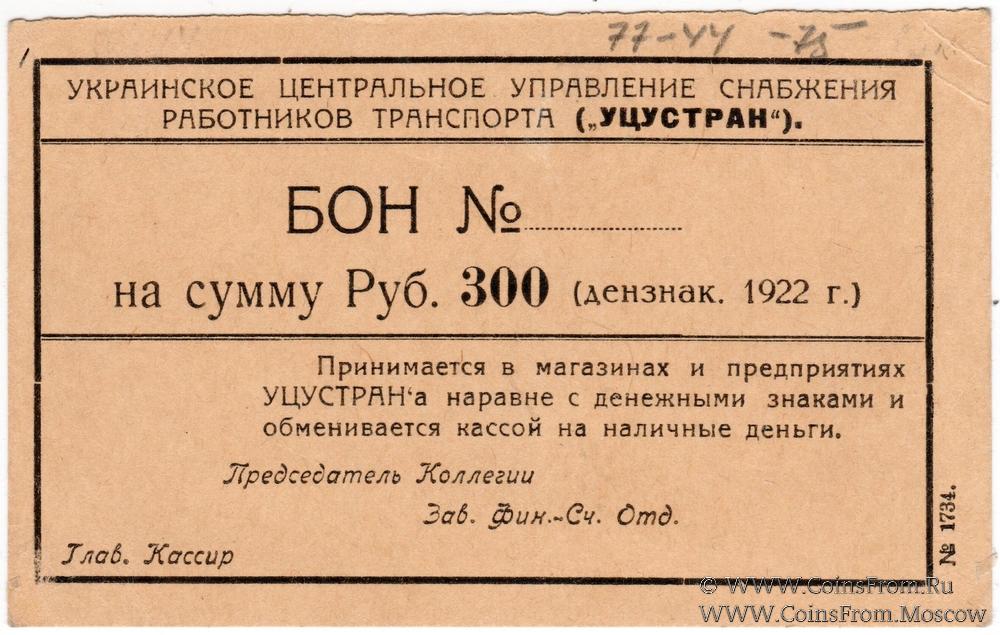 77-44 -75
УКРАИНСКОЕ ЦЕНТРАЛЬНОЕ УПРАВЛЕНИЕ СНАБЖЕНИЯ
РАБОТНИКОВ ТРАНСПОРТА („УЦУСТРАН“).
БОН №
на сумму Руб. 300 (дензнак. 1922 г.)
Принимается в магазинах и предприятиях
УЦУСТРАН‘а наравне с денежными знаками и
обменивается кассой на наличные деньги.
Председатель Коллегии
Зав. Фин.-Сч. Отд.
Глав. Кассир
№ 1734.
© WWW.CoinsFrom.Ru
WWW.CoinsFrom.Moscow